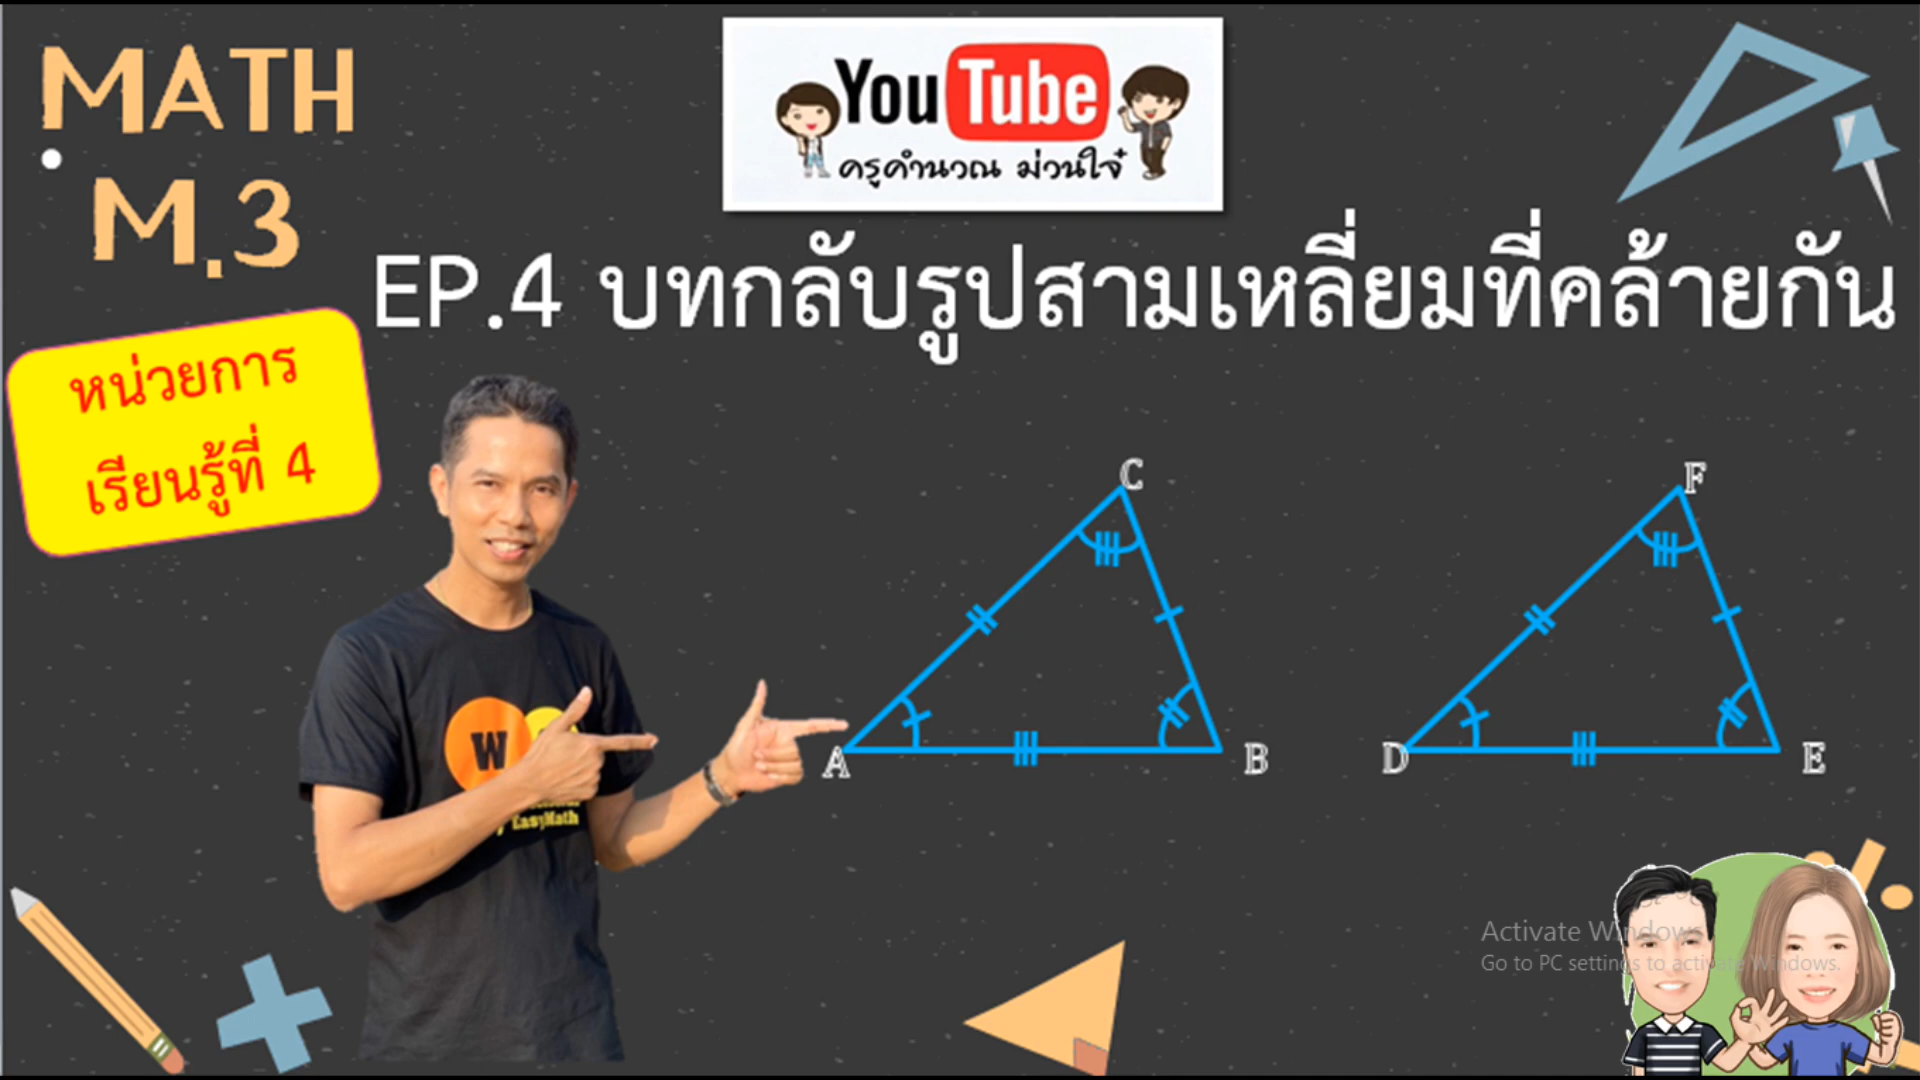 MATH
M.3
YouTube
ครูคำนวณ ม่วนใจ๋
EP.4 บทกลับรูปสามเหลี่ยมที่คล้ายกัน
หน่วยการ
เรียนรู้ที่ 4
C
F
A
B
D
E
W
EasyMath
Activate Windows
Go to PC settings to activate Windows.